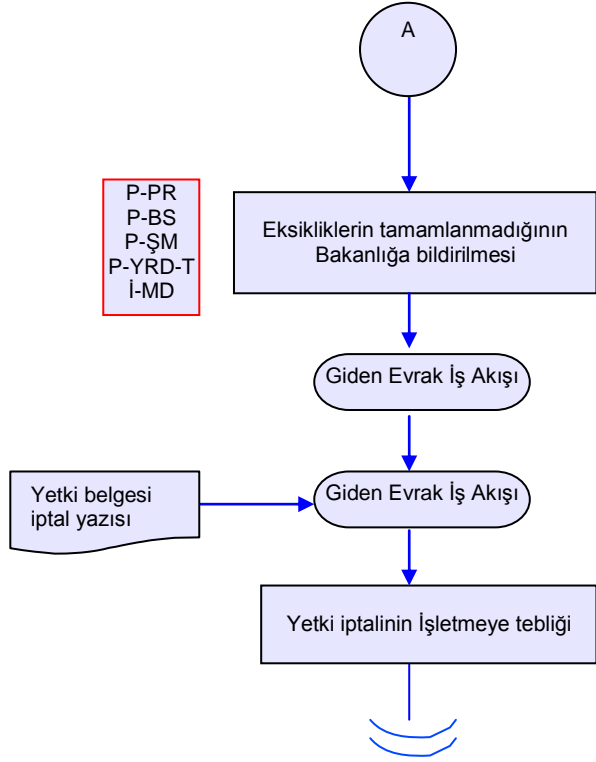 A
P-PR
P-BS
P-ŞM
P-YRD-T
İ-MD
Eksikliklerin tamamlanmadığının
Bakanlığa bildirilmesi
Giden Evrak İş Akışı
Yetki belgesi
iptal yazısı
Giden Evrak İş Akışı
Yetki iptalinin İşletmeye tebliği